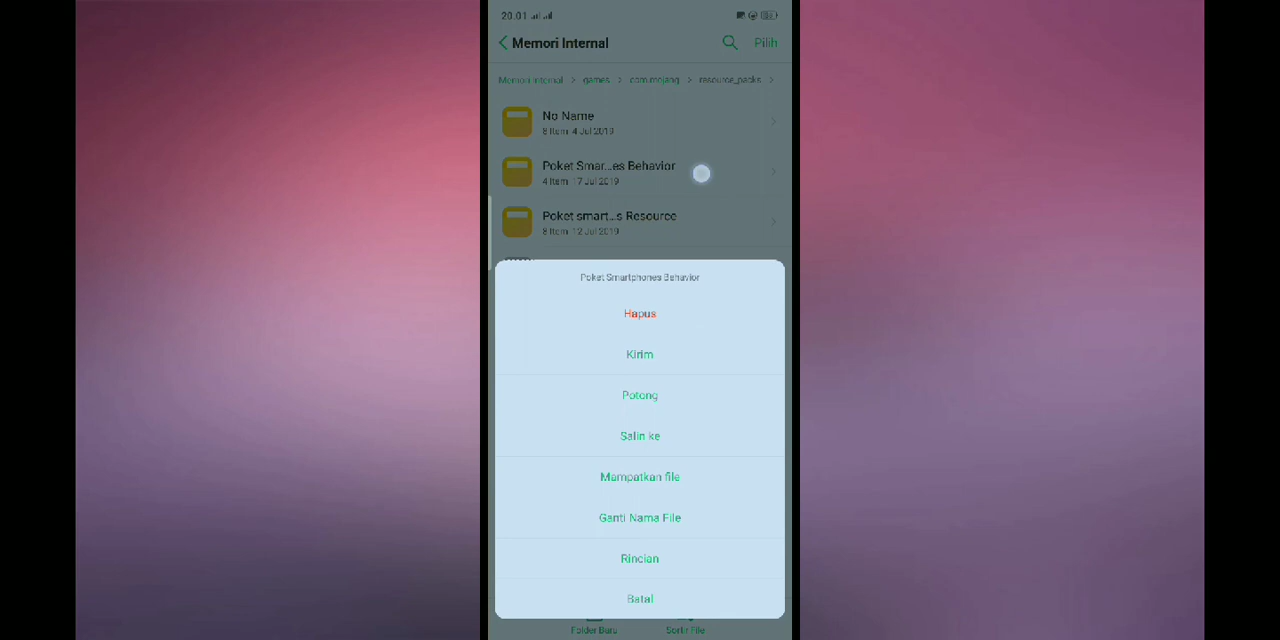 20.01
Memori Internal
Pilih
Memori Internal > games > com.mojang > resource_packs >
No Name
8 Item 4 Jul 2019
Poket Smar...es Behavior
4 Item 17 Jul 2019
Poket smart...s Resource
8 Item 12 Jul 2019
Poket Smartphones Behavior
Hapus
Kirim
Potong
Salin ke
Mampatkan file
Ganti Nama File
Rincian
Batal
Folder Baru
Sortir File